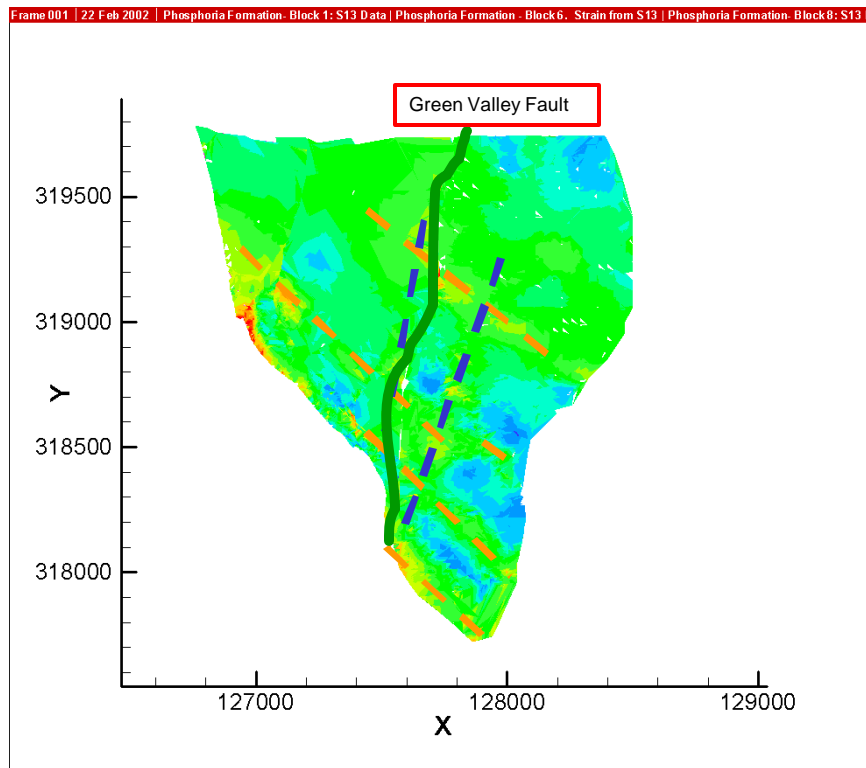 Frame 001 | 22 Feb 2002 | Phosphoria Formation- Block 1: S13 Data | Phosphoria Formation - Block 6. Strain from S13 | Phosphoria Formation- Block 8: S13
Green Valley Fault
319500
319000
Y
318500
318000
127000
128000
129000
X